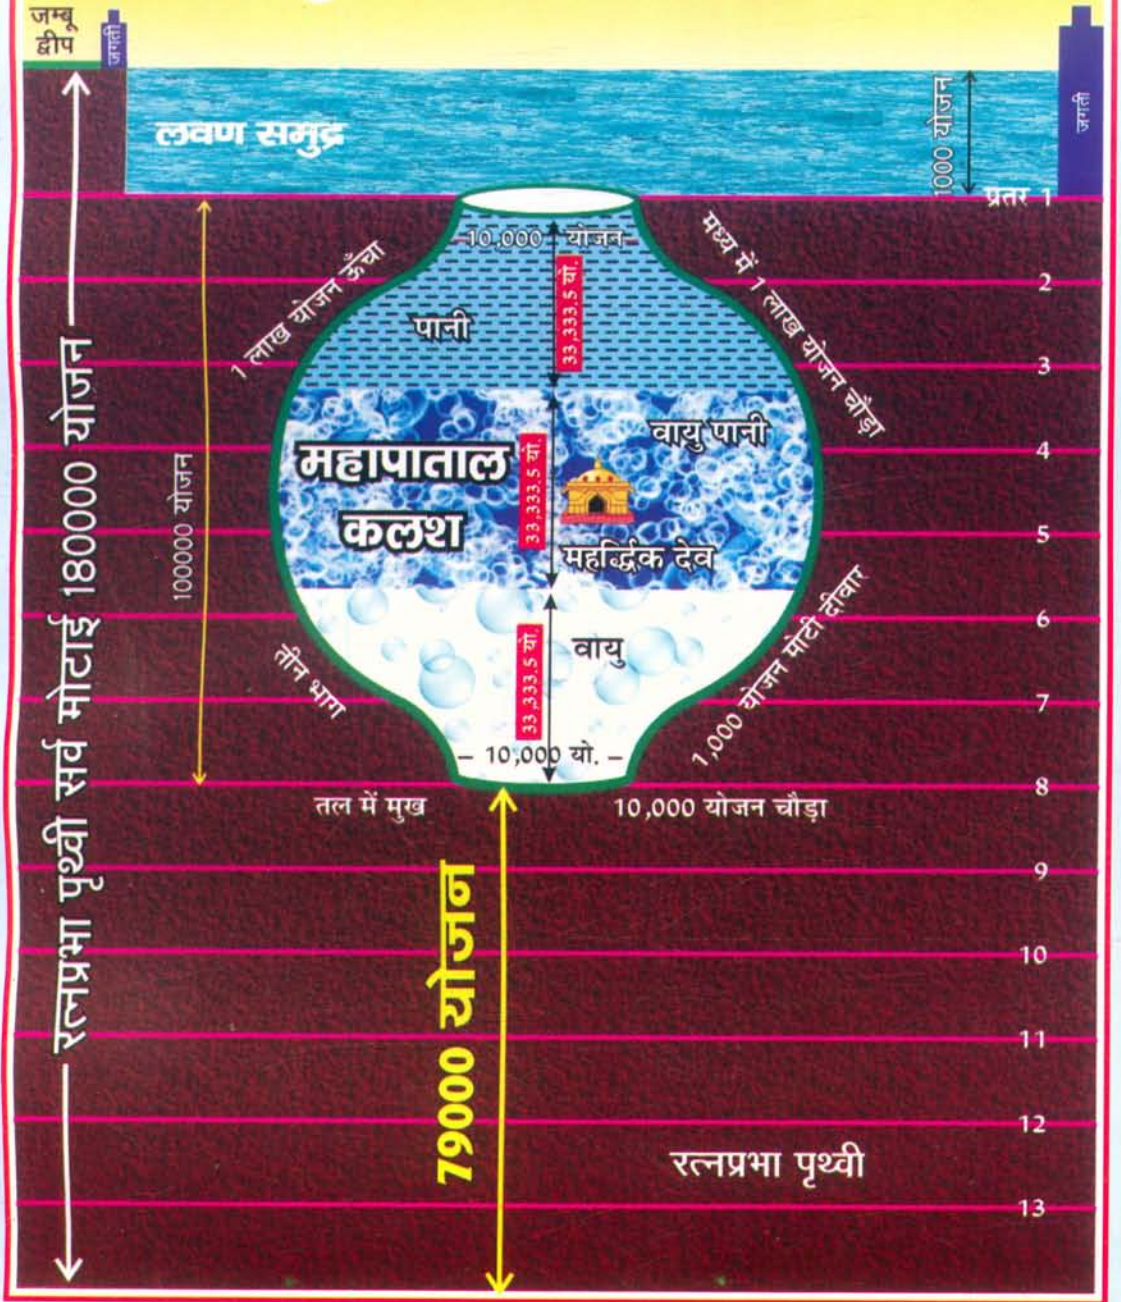 जम्बू
द्वीप
जगती
जगती
लवण समुद्र
1000 योजन
प्रतर 1
10,000 योजन
33,333.5 यो.
1 लाख योजन ऊँचा
मध्य में 1 लाख योजन चौड़ा
2
पानी
3
वायु पानी
महापाताल
कलश
33,333.5 यो.
4
महर्द्धिक देव
5
100000 योजन
रत्नप्रभा पृथ्वी सर्व मोटाई 180000 योजन
6
वायु
33,333.5 यो.
तीन भाग
1,000 योजन मोटी दीवार
7
10,000 यो.
8
तल में मुख
10,000 योजन चौड़ा
9
79000 योजन
10
11
12
रत्नप्रभा पृथ्वी
13